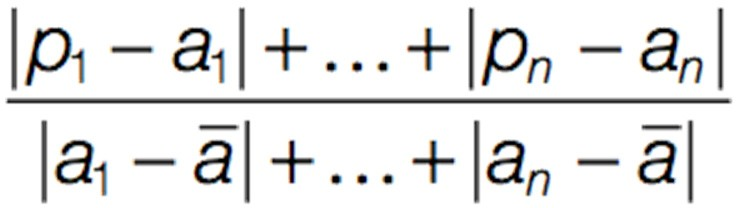 |p₁ − a₁| + … + |pₙ − aₙ|
|a₁ − a̅| + … + |aₙ − a̅|